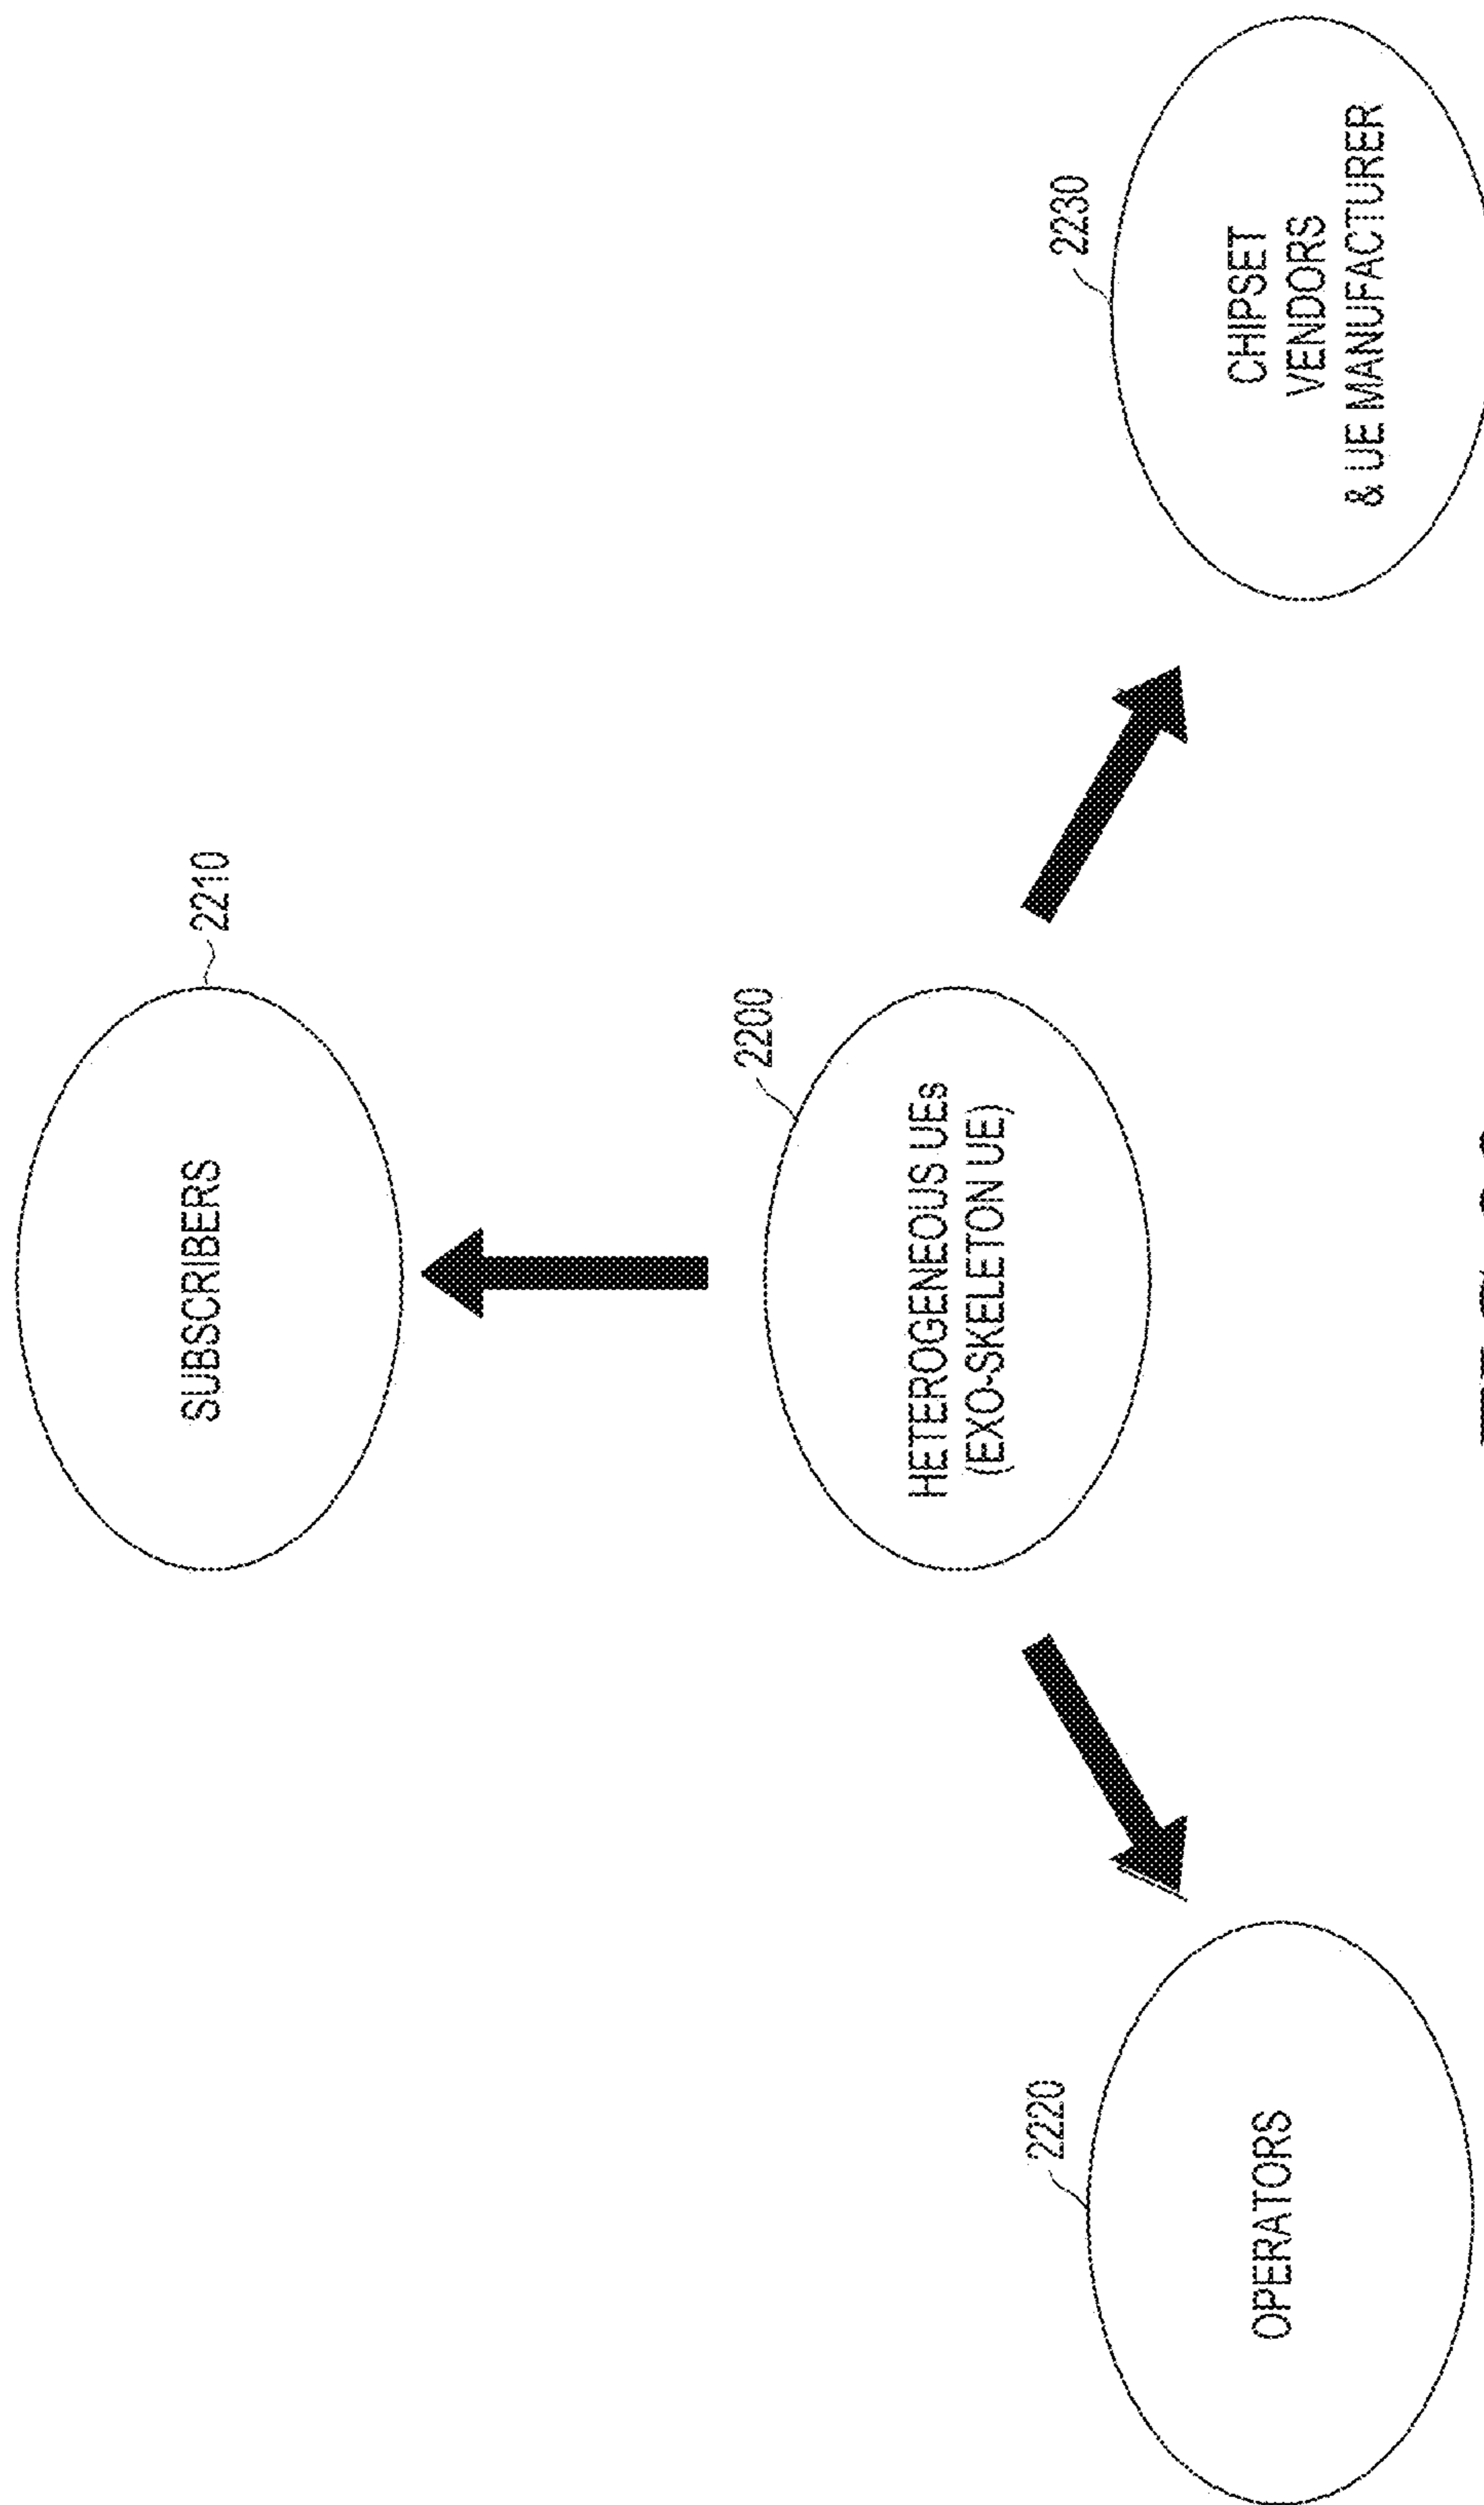 2210
SUBSCRIBERS
2200
HETEROGENEOUS UEs
(EXO-SKELETON UE)
2220
OPERATORS
2230
CHIPSET
VENDORS
& UE MANUFACTURER